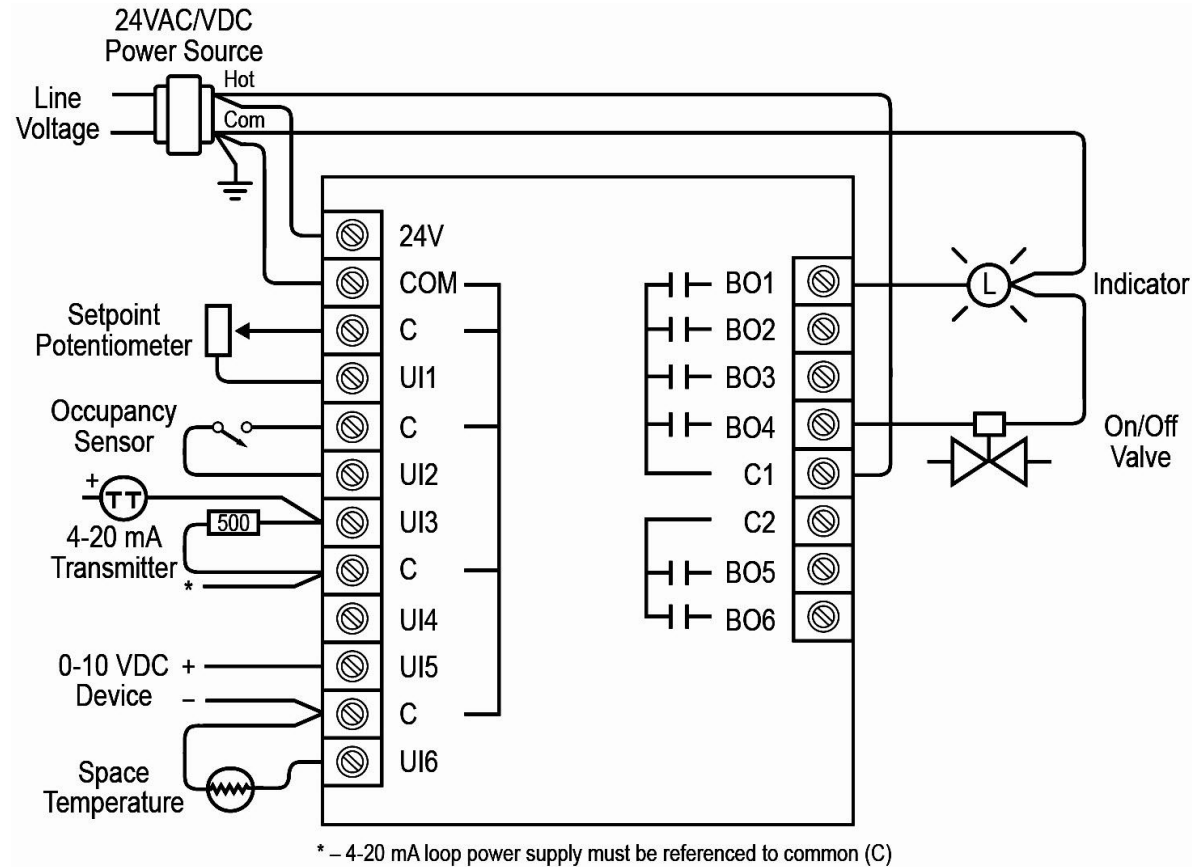 24VAC/VDC
Power Source
Hot
Line
Voltage
Com
24V
COM
C
UI1
C
UI2
UI3
C
UI4
UI5
C
UI6
Setpoint
Potentiometer
Occupancy
Sensor
+
TT
500
4-20 mA
Transmitter
*
0-10 VDC +
Device –
Space
Temperature
BO1
BO2
BO3
BO4
C1
C2
BO5
BO6
L
Indicator
On/Off
Valve
* – 4-20 mA loop power supply must be referenced to common (C)